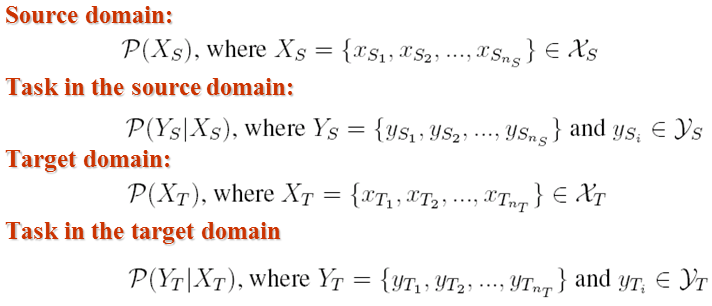 Source domain:
𝒫(X_S), where X_S = {x_{S_1}, x_{S_2}, ..., x_{S_{n_S}}} ∈ 𝒳_S
Task in the source domain:
𝒫(Y_S|X_S), where Y_S = {y_{S_1}, y_{S_2}, ..., y_{S_{n_S}}} and y_{S_i} ∈ 𝒴_S
Target domain:
𝒫(X_T), where X_T = {x_{T_1}, x_{T_2}, ..., x_{T_{n_T}}} ∈ 𝒳_T
Task in the target domain
𝒫(Y_T|X_T), where Y_T = {y_{T_1}, y_{T_2}, ..., y_{T_{n_T}}} and y_{T_i} ∈ 𝒴_T